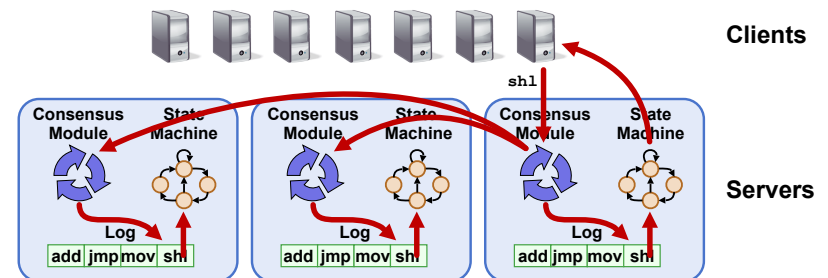 Clients
shl
Consensus Module
State Machine
Consensus Module
State Machine
Consensus Module
State Machine
Servers
Log
add jmp mov shl
Log
add jmp mov shl
Log
add jmp mov shl